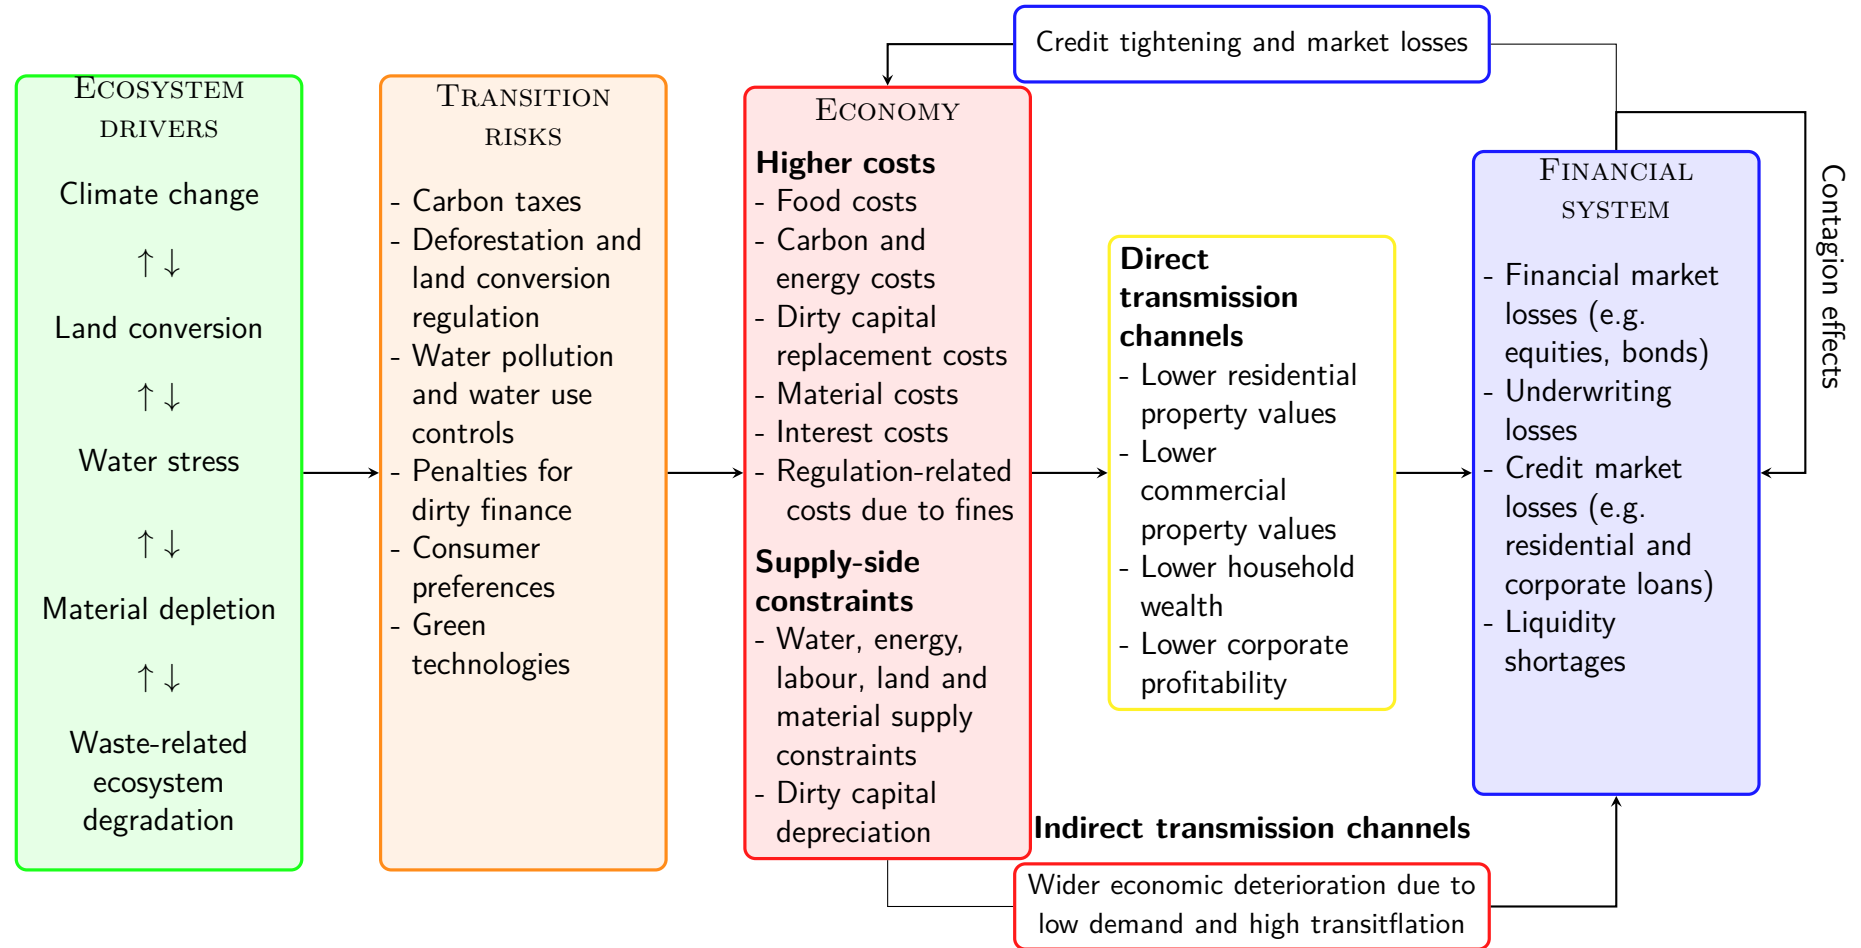 Credit tightening and market losses
ECOSYSTEM
DRIVERS
Climate change
↑↓
Land conversion
↑↓
Water stress
↑↓
Material depletion
↑↓
Waste-related
ecosystem
degradation
TRANSITION
RISKS
- Carbon taxes
- Deforestation and
land conversion
regulation
- Water pollution
and water use
controls
- Penalties for
dirty finance
- Consumer
preferences
- Green
technologies
ECONOMY
Higher costs
- Food costs
- Carbon and
energy costs
- Dirty capital
replacement costs
- Material costs
- Interest costs
- Regulation-related
costs due to fines
Supply-side
constraints
- Water, energy,
labour, land and
material supply
constraints
- Dirty capital
depreciation
Direct
transmission
channels
- Lower residential
property values
- Lower
commercial
property values
- Lower household
wealth
- Lower corporate
profitability
FINANCIAL
SYSTEM
- Financial market
losses (e.g.
equities, bonds)
- Underwriting
losses
- Credit market
losses (e.g.
residential and
corporate loans)
- Liquidity
shortages
Contagion effects
Indirect transmission channels
Wider economic deterioration due to
low demand and high transitflation